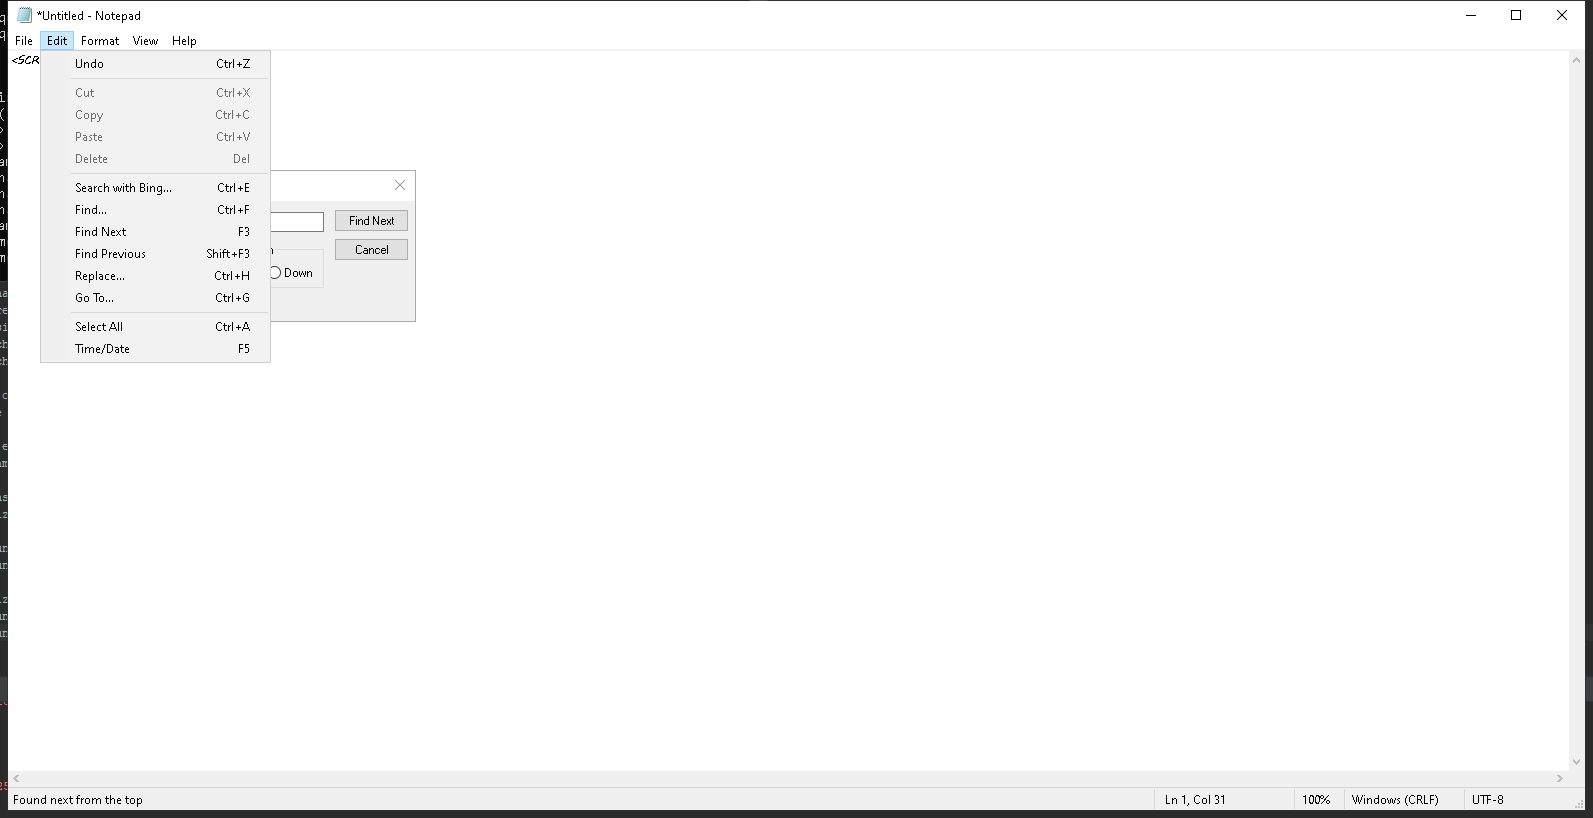 *Untitled - Notepad
File Edit Format View Help
<SCR
Undo Ctrl+Z
Cut Ctrl+X
Copy Ctrl+C
Paste Ctrl+V
Delete Del
Search with Bing... Ctrl+E
Find... Ctrl+F
Find Next F3
Find Previous Shift+F3
Replace... Ctrl+H
Go To... Ctrl+G
Select All Ctrl+A
Time/Date F5
Find Next
Cancel
Down
Found next from the top Ln 1, Col 31 100% Windows (CRLF) UTF-8